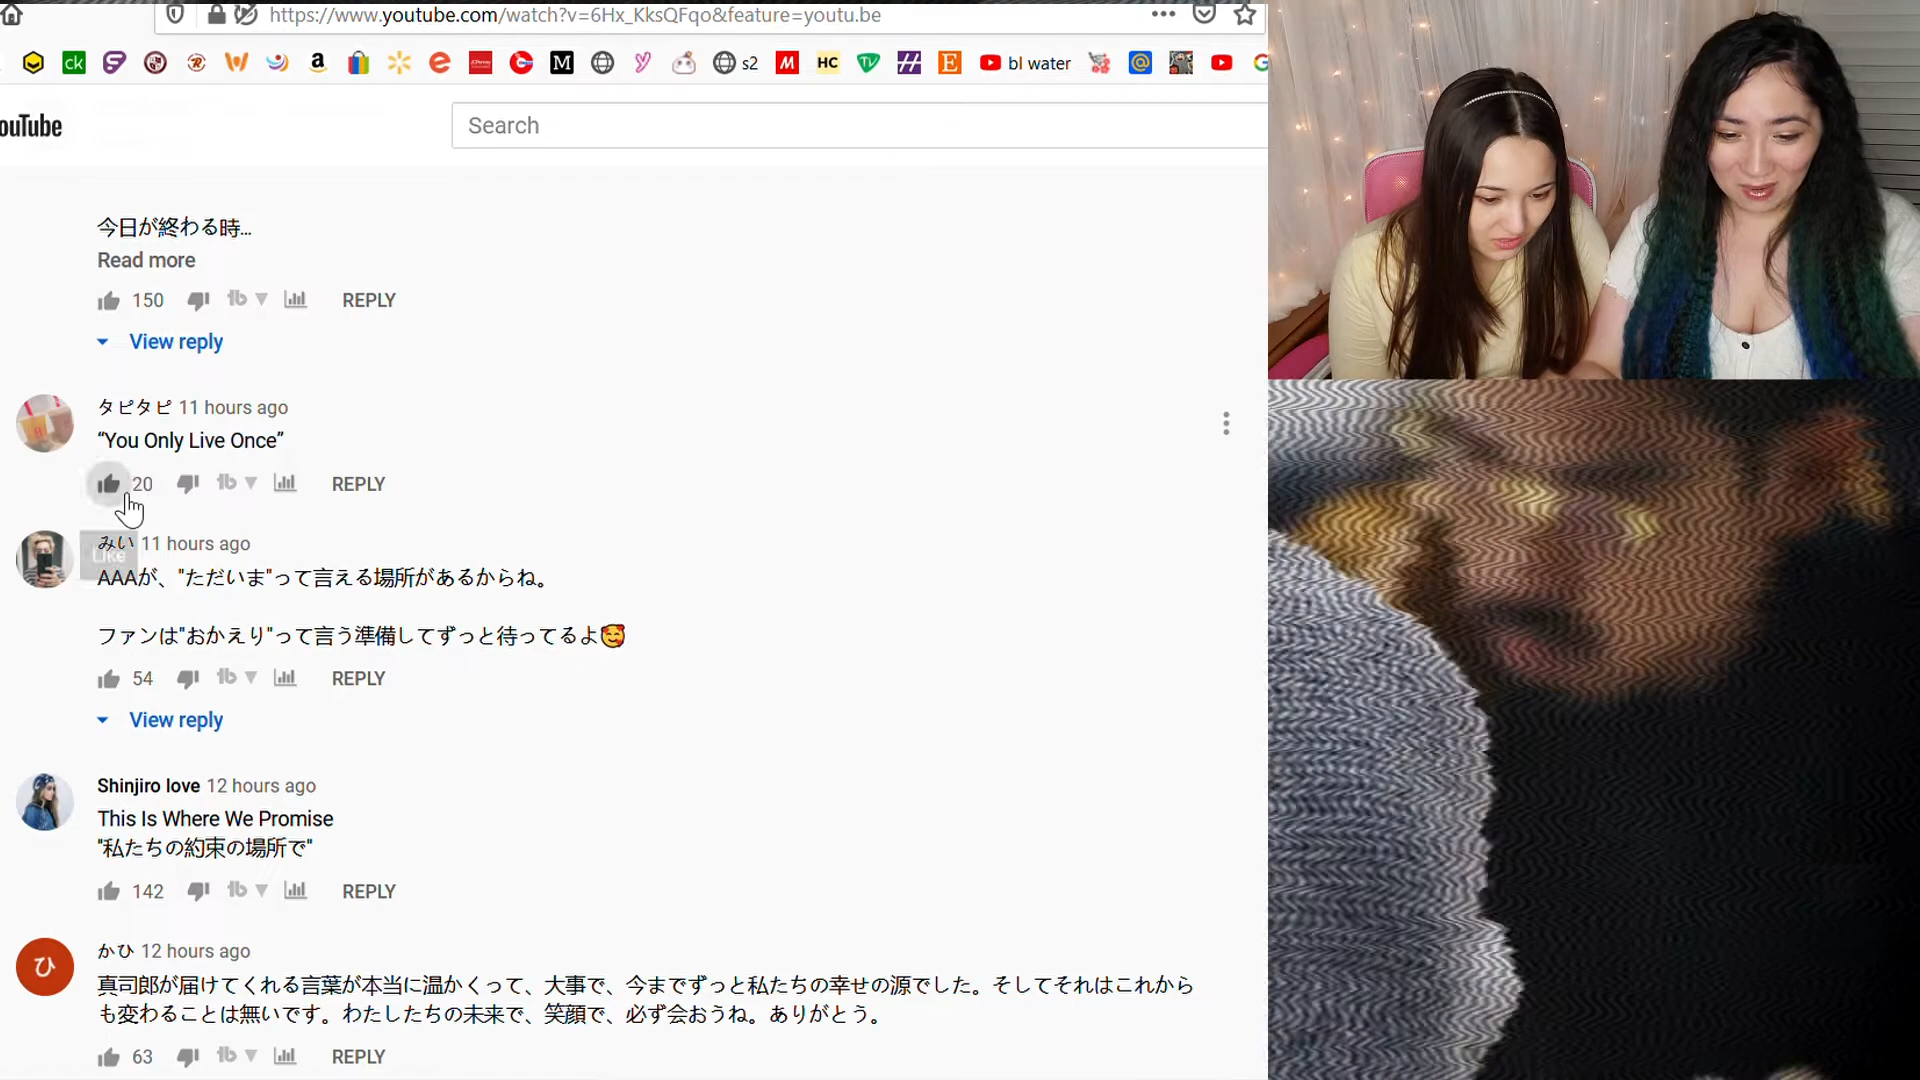 https://www.youtube.com/watch?v=6Hx_KksQFqo&feature=youtu.be
ck
s2
M
HC
TV
E
bl water
ouTube
Search
今日が終わる時...
Read more
150
REPLY
View reply
タピタピ 11 hours ago
“You Only Live Once”
20
REPLY
みい 11 hours ago
Like
AAAが、"ただいま"って言える場所があるからね。
ファンは"おかえり"って言う準備してずっと待ってるよ🥰
54
REPLY
View reply
Shinjiro love 12 hours ago
This Is Where We Promise
"私たちの約束の場所で"
142
REPLY
ひ
かひ 12 hours ago
真司郎が届けてくれる言葉が本当に温かくって、大事で、今までずっと私たちの幸せの源でした。そしてそれはこれから
も変わることは無いです。わたしたちの未来で、笑顔で、必ず会おうね。ありがとう。
63
REPLY